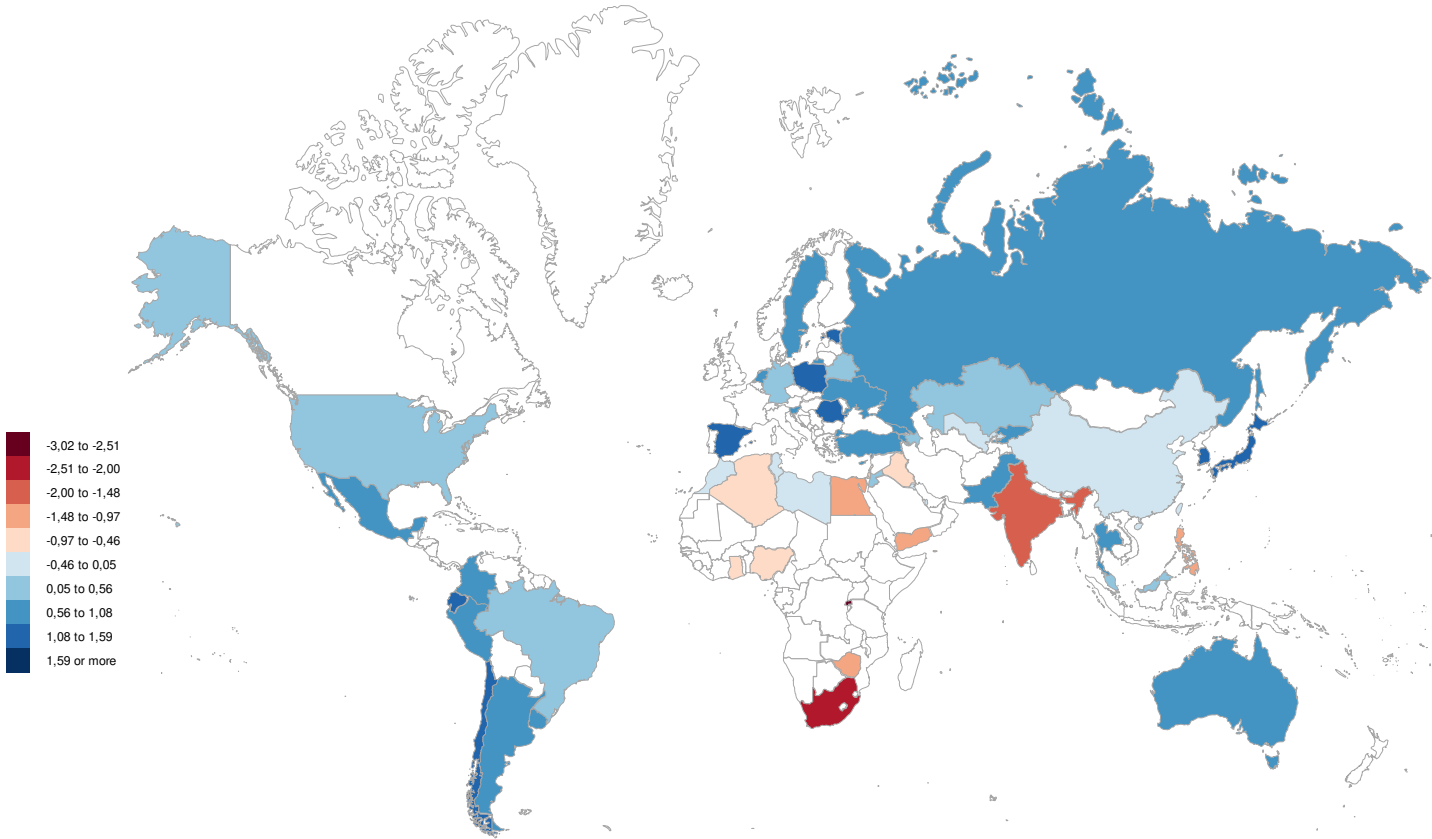 -3,02 to -2,51
-2,51 to -2,00
-2,00 to -1,48
-1,48 to -0,97
-0,97 to -0,46
-0,46 to 0,05
0,05 to 0,56
0,56 to 1,08
1,08 to 1,59
1,59 or more